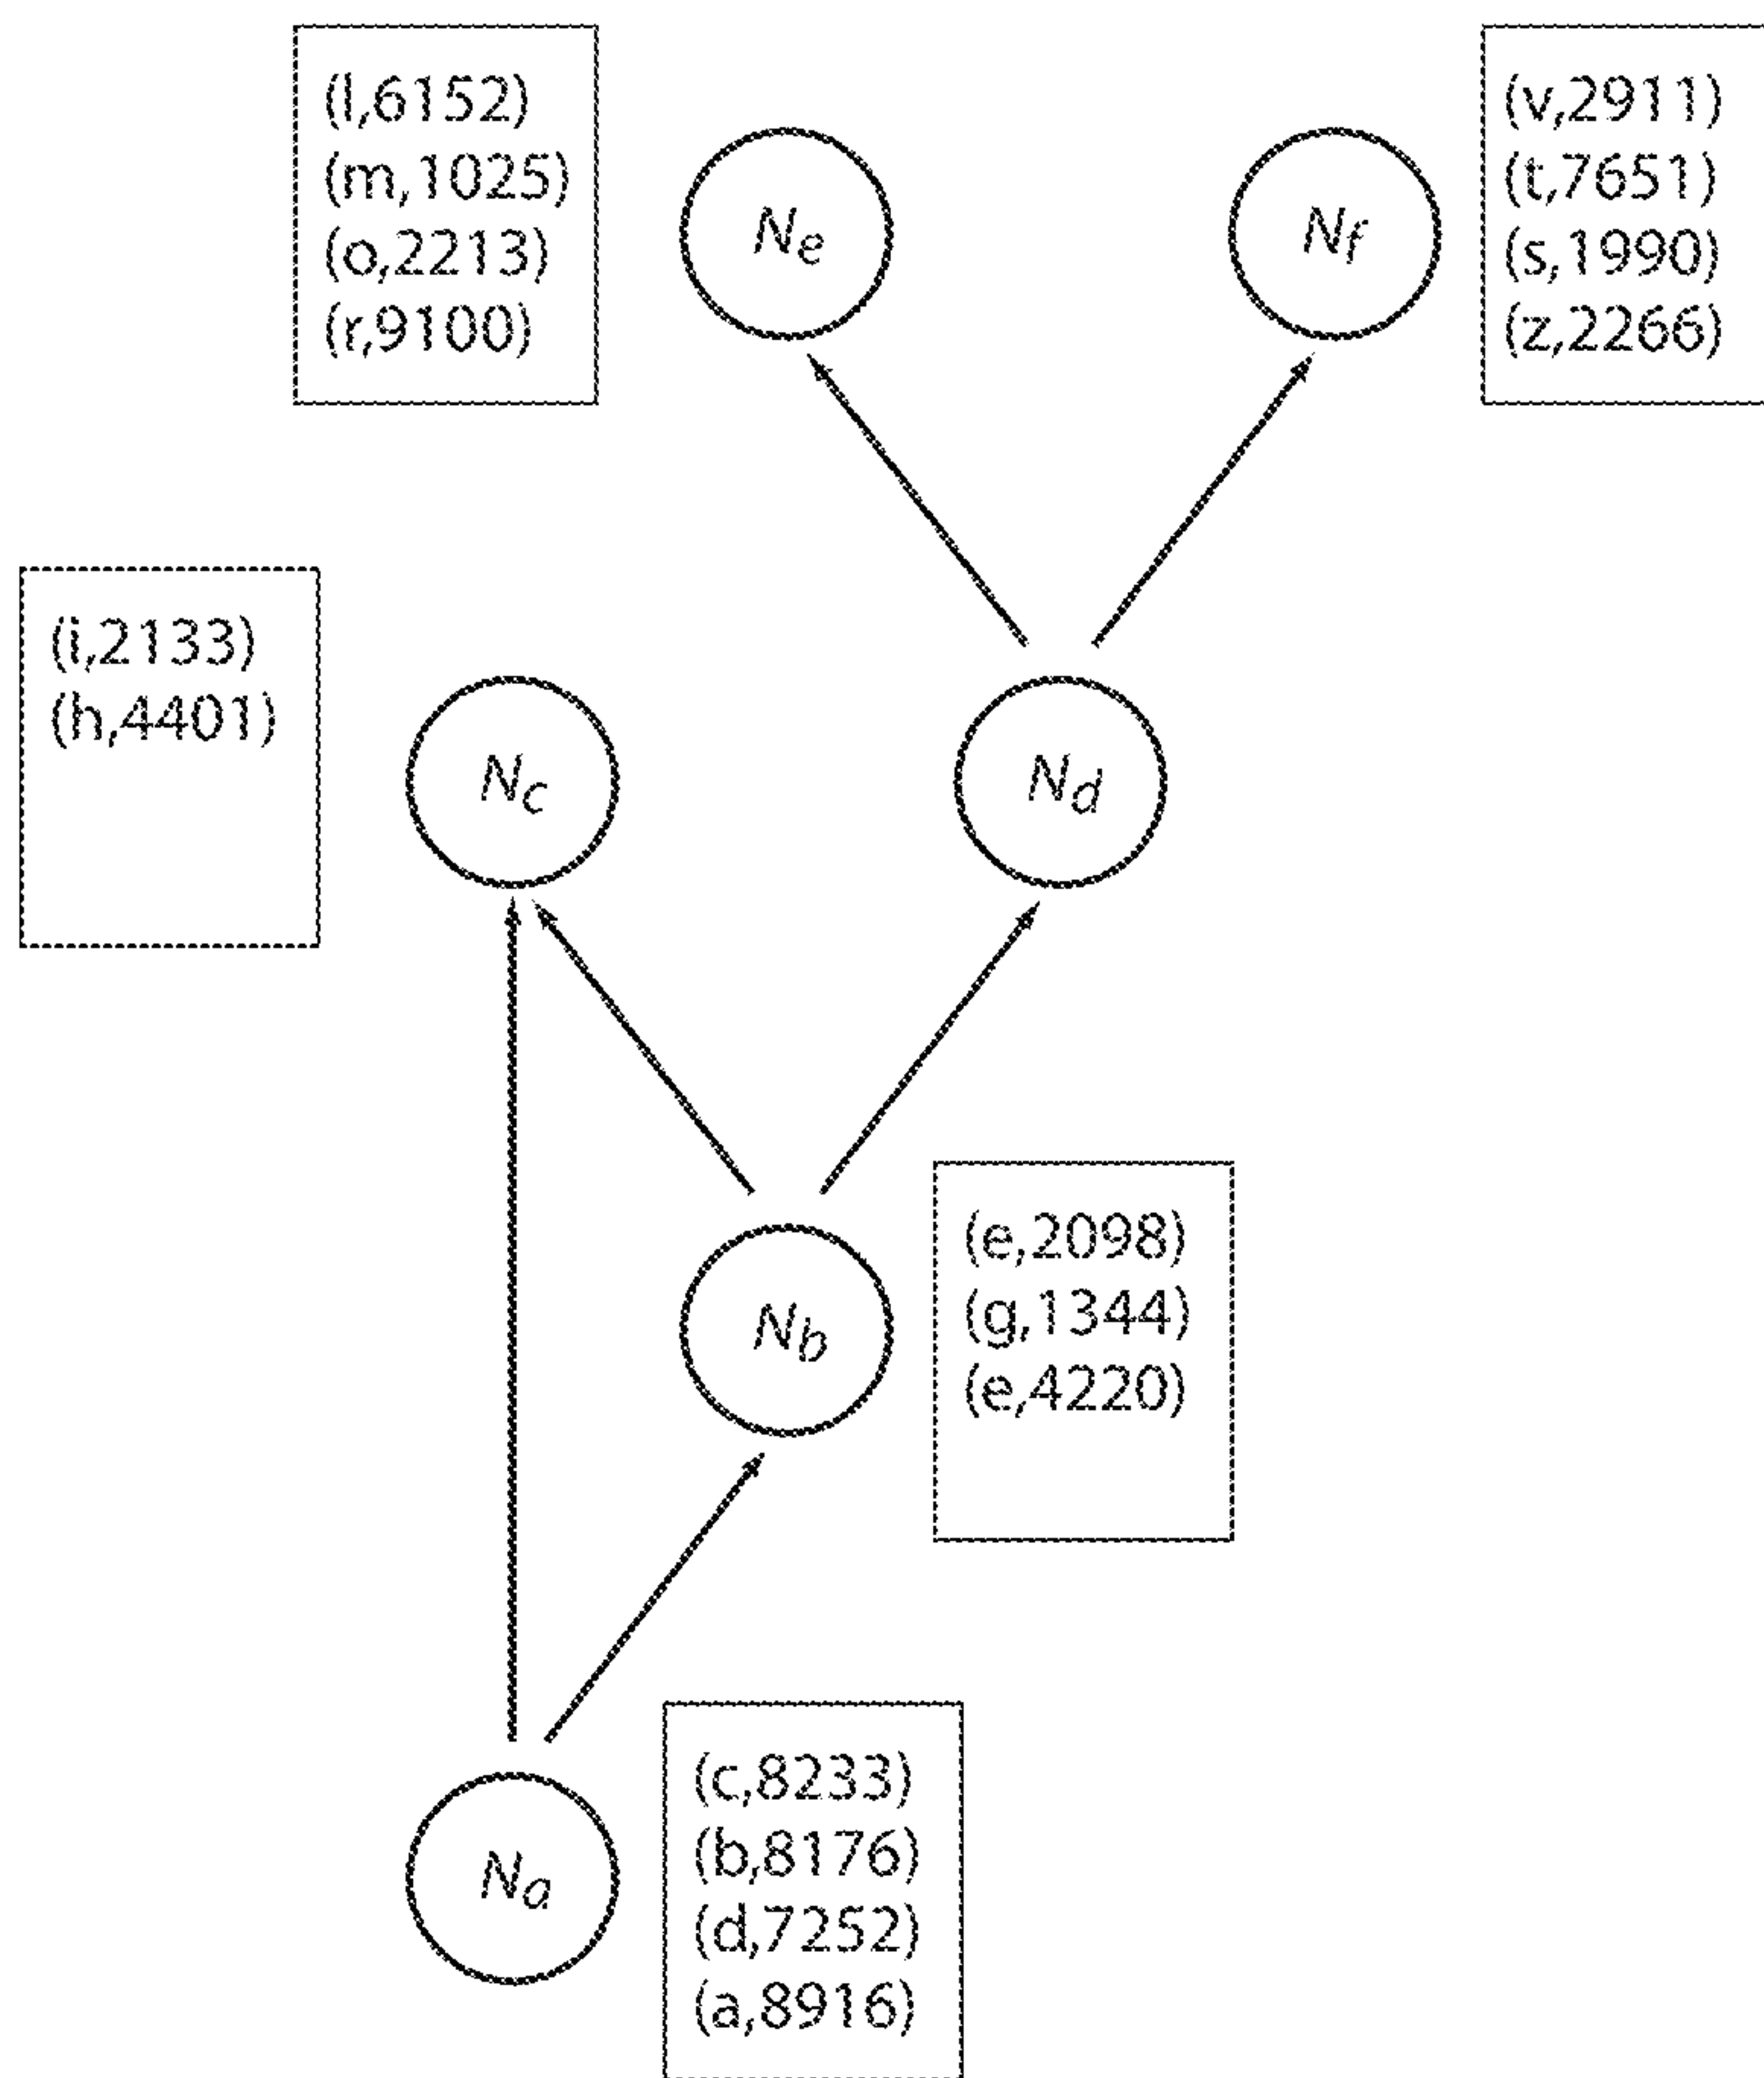 (l,6152)
(m,1025)
(o,2213)
(r,9100)
Ne
Nf
(v,2911)
(t,7651)
(s,1990)
(z,2266)
(i,2133)
(h,4401)
Nc
Nd
Nb
(e,2098)
(g,1344)
(e,4220)
Na
(c,8233)
(b,8176)
(d,7252)
(a,8916)